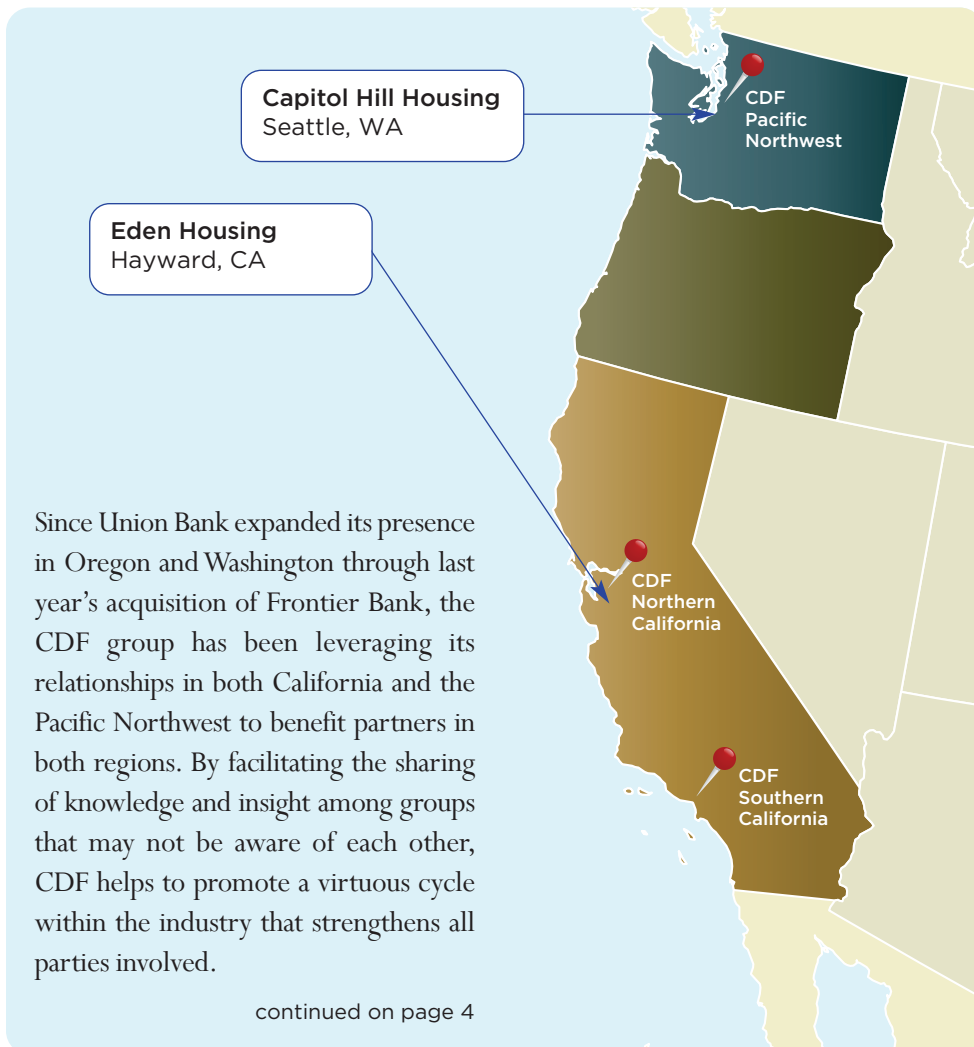 Capitol Hill Housing
Seattle, WA
CDF
Pacific
Northwest
Eden Housing
Hayward, CA
CDF
Northern
California
CDF
Southern
California
Since Union Bank expanded its presence
in Oregon and Washington through last
year’s acquisition of Frontier Bank, the
CDF group has been leveraging its
relationships in both California and the
Pacific Northwest to benefit partners in
both regions. By facilitating the sharing
of knowledge and insight among groups
that may not be aware of each other,
CDF helps to promote a virtuous cycle
within the industry that strengthens all
parties involved.
continued on page 4